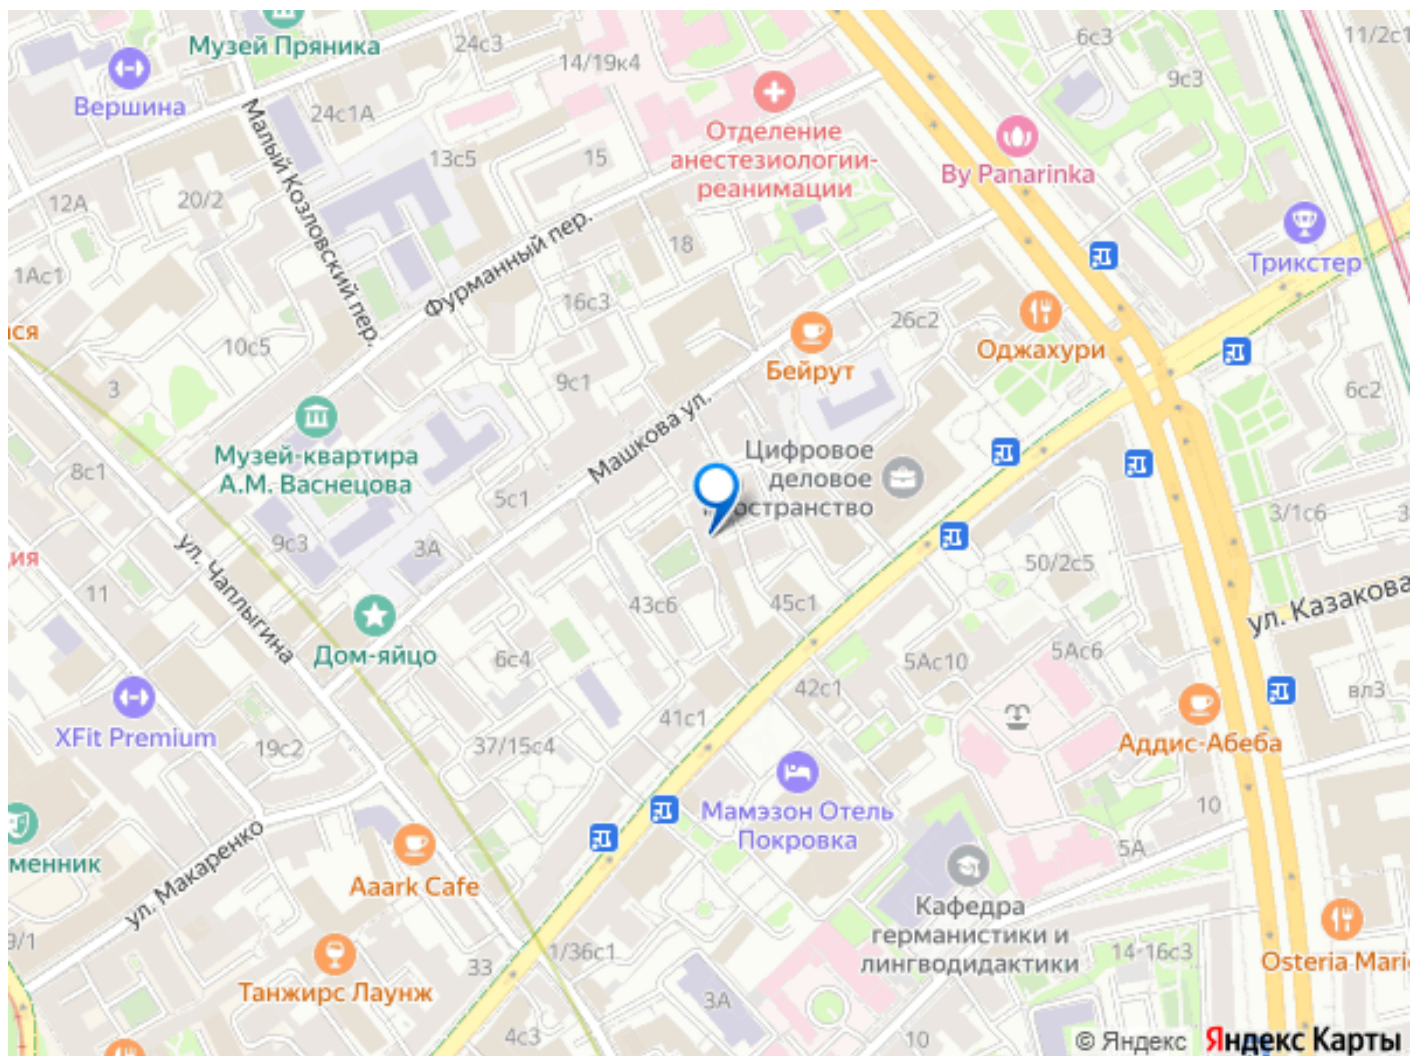 Музей Пряника
24с3
14/19к4
6с3
11/2с1
Вершина
9с3
24с1А
Отделение
анестезиологии-
реанимации
Малый Козловский пер.
13с5
15
By Panarinka
12А
20/2
Фурманный пер.
18
Трикстер
1Ас1
16с3
26с2
Оджахури
10с5
Бейрут
3
9с1
6с2
Машкова ул.
Музей-квартира
А.М. Васнецова
Цифровое
деловое
8с1
5с1
3/1с6
ул. Чаплыгина
9с3
3А
50/2с5
11
43с6
45с1
ул. Казакова
Дом-яйцо
6с4
5Ас10
5Ас6
42с1
вл3
XFit Premium
41с1
19с2
37/15с4
Аддис-Абеба
Мамэзон Отель
Покровка
10
ул. Макаренко
5А
менник
Aaark Cafe
Кафедра
германистики и
лингводидактики
9/1
33
1/36с1
14-16с3
Osteria Mari
Танжирс Лаунж
3А
4с3
10
© Яндекс Яндекс Карты